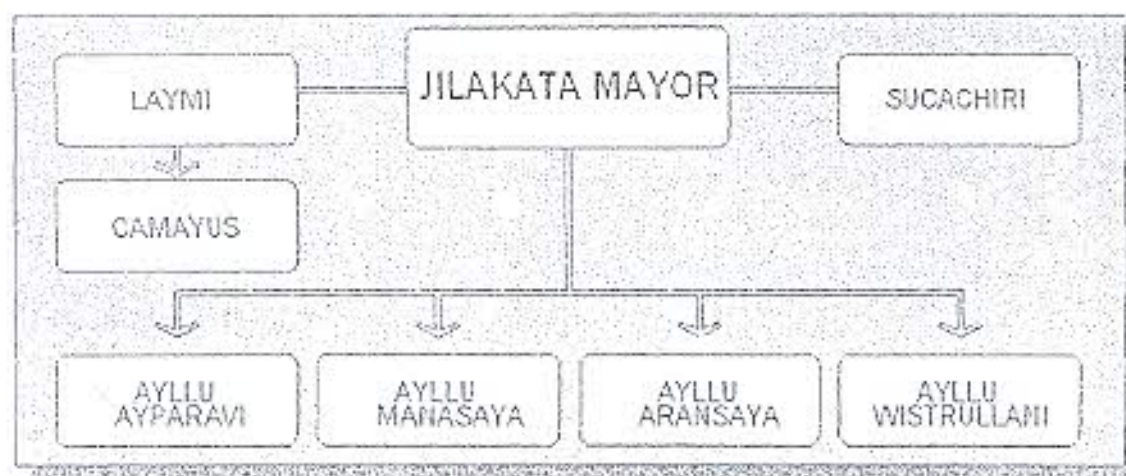 LAYMI
JILAKATA MAYOR
SUCACHIRI
CAMAYUS
AYLLU
AYPARAVI
AYLLU
MANASAYA
AYLLU
ARANSAYA
AYLLU
WISTRULLANI